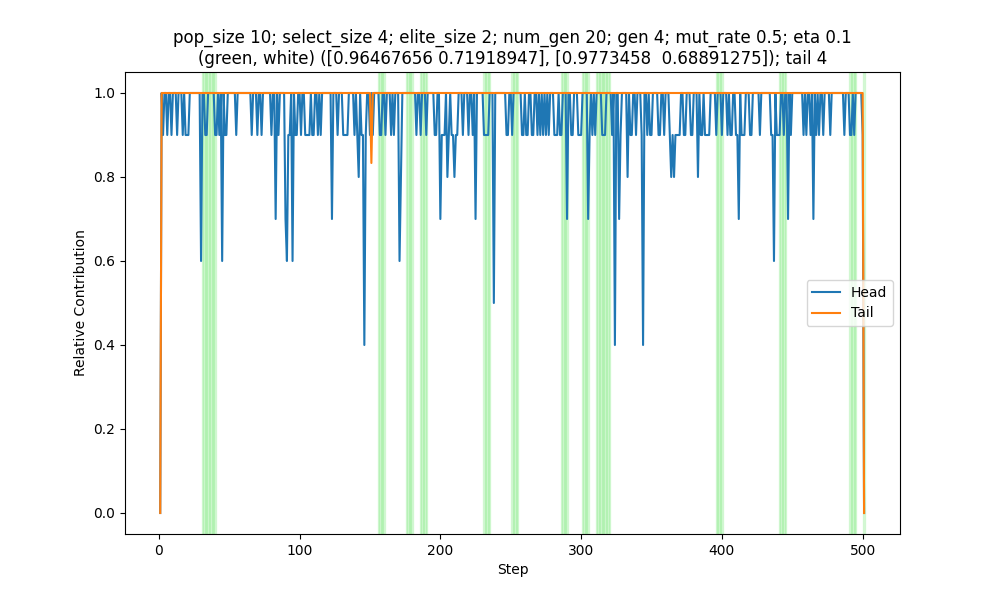 pop_size 10; select_size 4; elite_size 2; num_gen 20; gen 4; mut_rate 0.5; eta 0.1
(green, white) ([0.96467656 0.71918947], [0.9773458  0.68891275]); tail 4
1.0
0.8
0.6
0.4
0.2
0.0
Relative Contribution
Head
Tail
0
100
200
300
400
500
Step